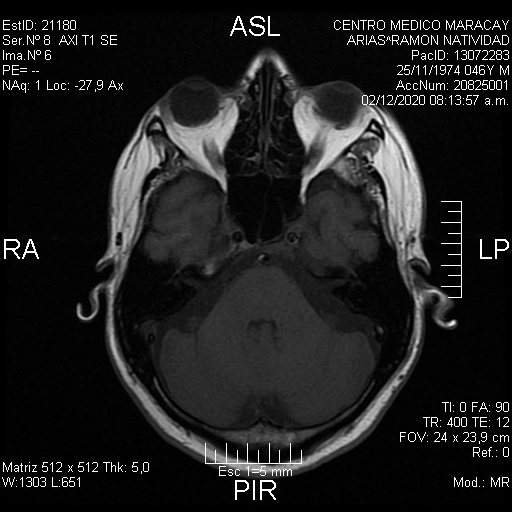 EstID: 21180
Ser.Nº 8 AXI T1 SE
Ima.Nº 6
PE= --
NAq: 1 Loc: -27,9 Ax
ASL
CENTRO MEDICO MARACAY
ARIAS^RAMON NATIVIDAD
PacID: 13072283
25/11/1974 046Y M
AccNum: 20825001
02/12/2020 08:13:57 a.m.
RA
LP
TI: 0 FA: 90
TR: 400 TE: 12
FOV: 24 x 23,9 cm
Ref.: 0
Matriz 512 x 512 Thk: 5,0
W:1303 L:651
Esc 1=5 mm
PIR
Mod.: MR